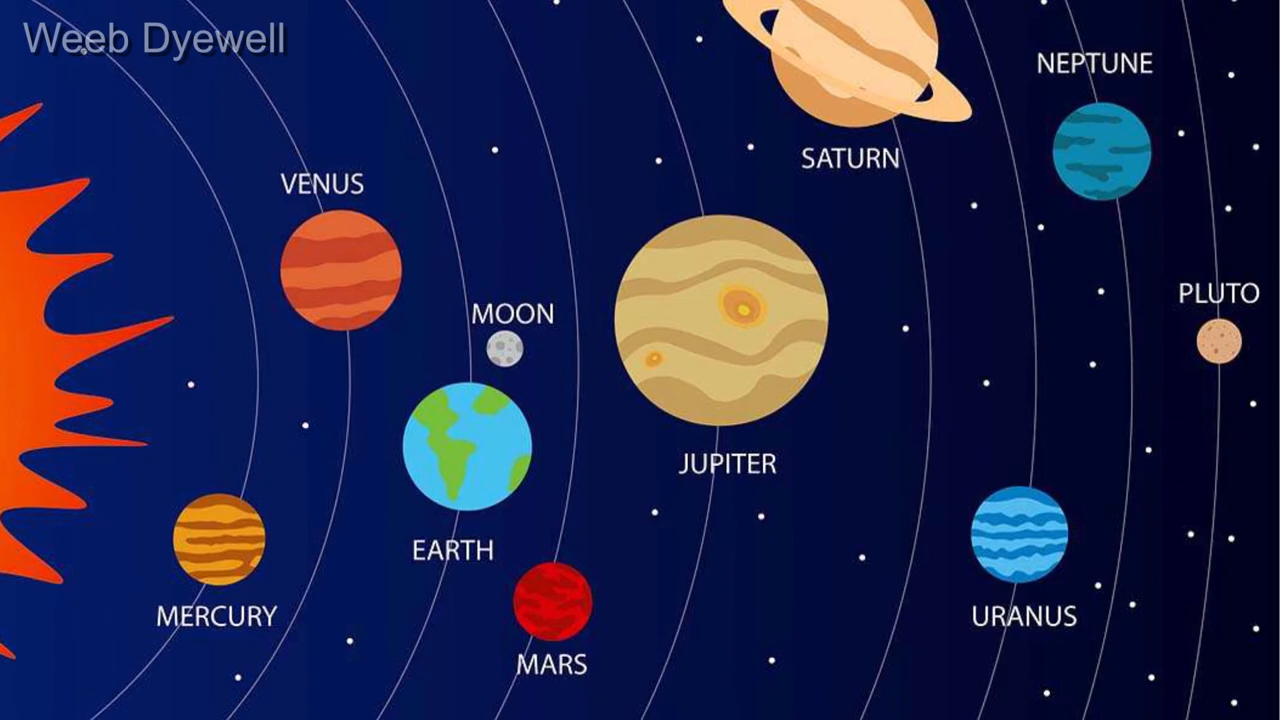 Weeb Dyewell
NEPTUNE
SATURN
VENUS
PLUTO
MOON
JUPITER
EARTH
MERCURY
URANUS
MARS